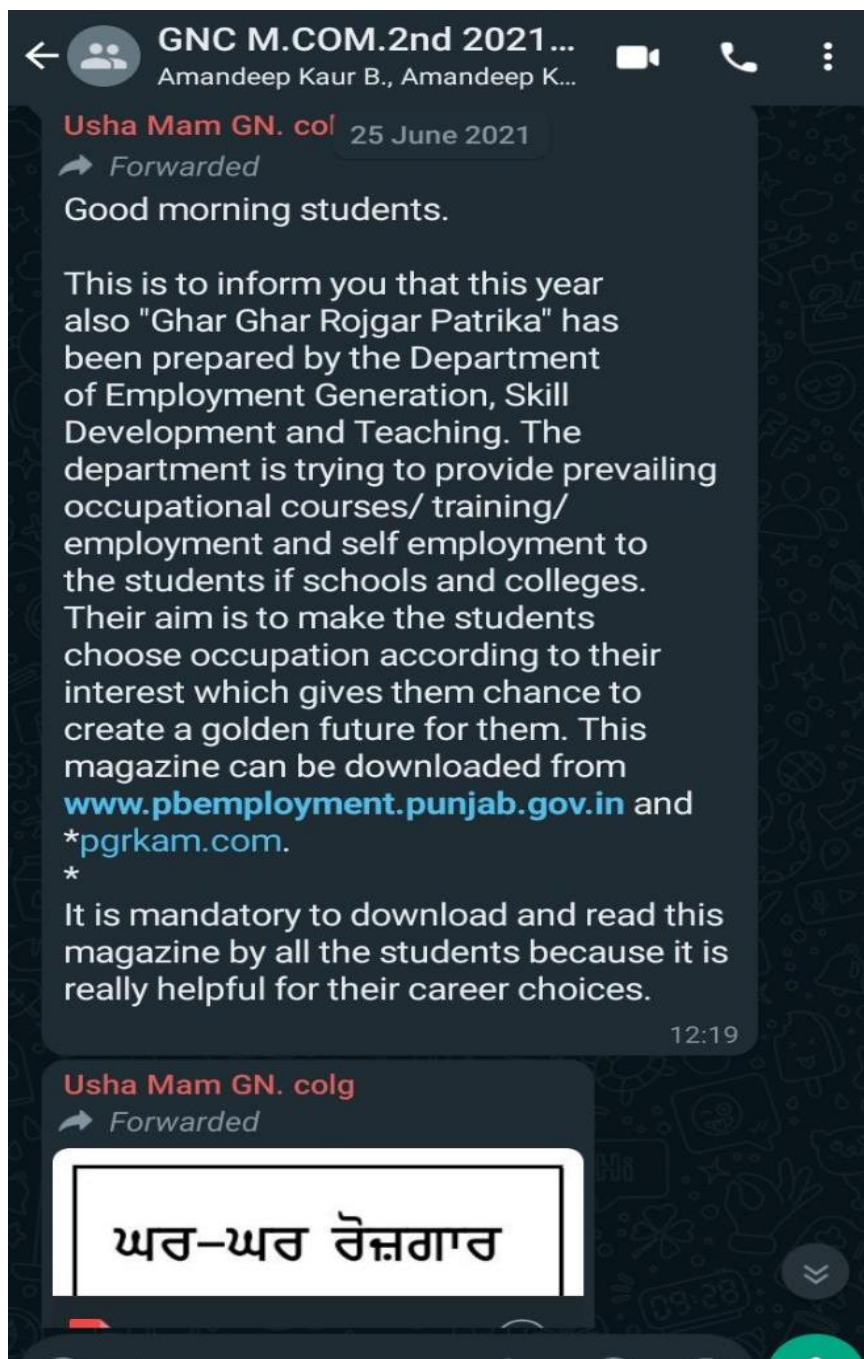 GNC M.COM.2nd 2021...
Amandeep Kaur B., Amandeep K...
Usha Mam GN. col
25 June 2021
Forwarded
Good morning students.
This is to inform you that this year
also "Ghar Ghar Rojgar Patrika" has
been prepared by the Department
of Employment Generation, Skill
Development and Teaching. The
department is trying to provide prevailing
occupational courses/ training/
employment and self employment to
the students if schools and colleges.
Their aim is to make the students
choose occupation according to their
interest which gives them chance to
create a golden future for them. This
magazine can be downloaded from
www.pbemployment.punjab.gov.in and
*pgrkam.com.
*
It is mandatory to download and read this
magazine by all the students because it is
really helpful for their career choices.
12:19
Usha Mam GN. colg
Forwarded
ਘਰ-ਘਰ ਰੋਜ਼ਗਾਰ